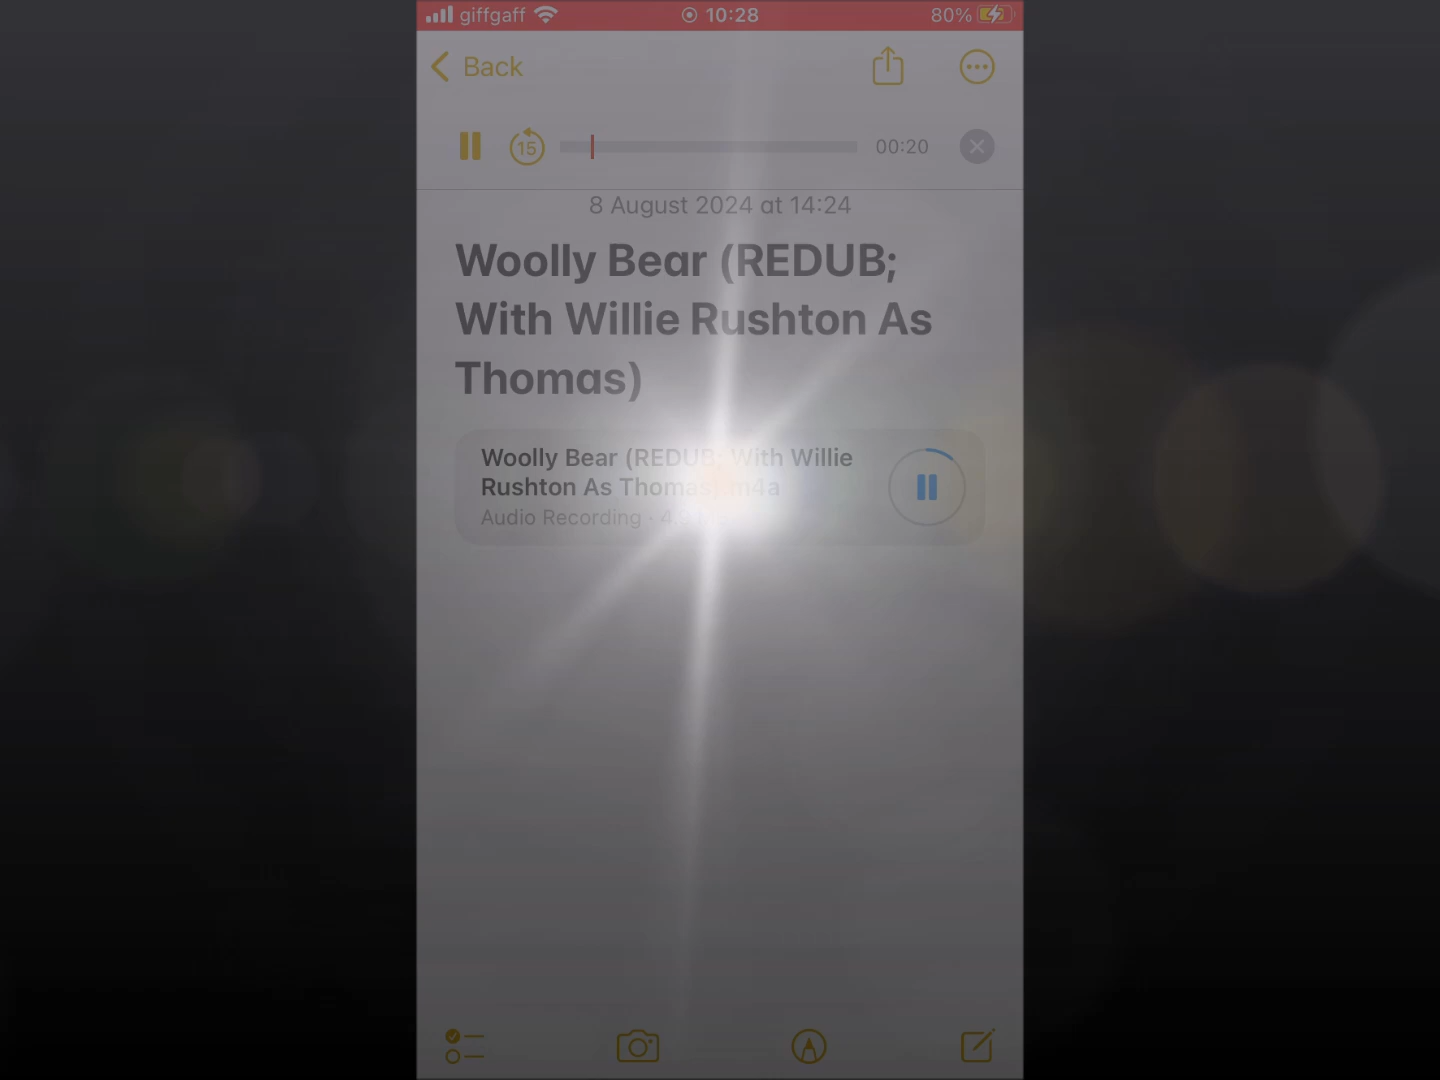 giffgaff 10:28 80%
Back
15 00:20
8 August 2024 at 14:24
Woolly Bear (REDUB;
With Willie Rushton As
Thomas)
Woolly Bear (REDUB; With Willie
Rushton As Thomas).m4a
Audio Recording ·